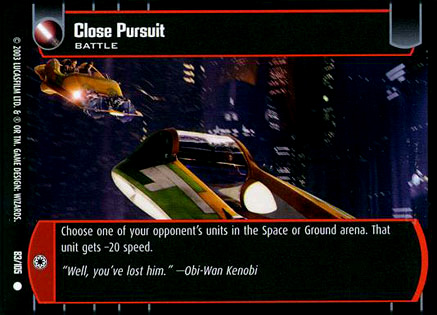 Close Pursuit
BATTLE
Choose one of your opponent's units in the Space or Ground arena. That
unit gets -20 speed.
"Well, you've lost him." —Obi-Wan Kenobi
© 2003 LUCASFILM LTD. & ® OR TM. GAME DESIGN: WIZARDS.
83/105